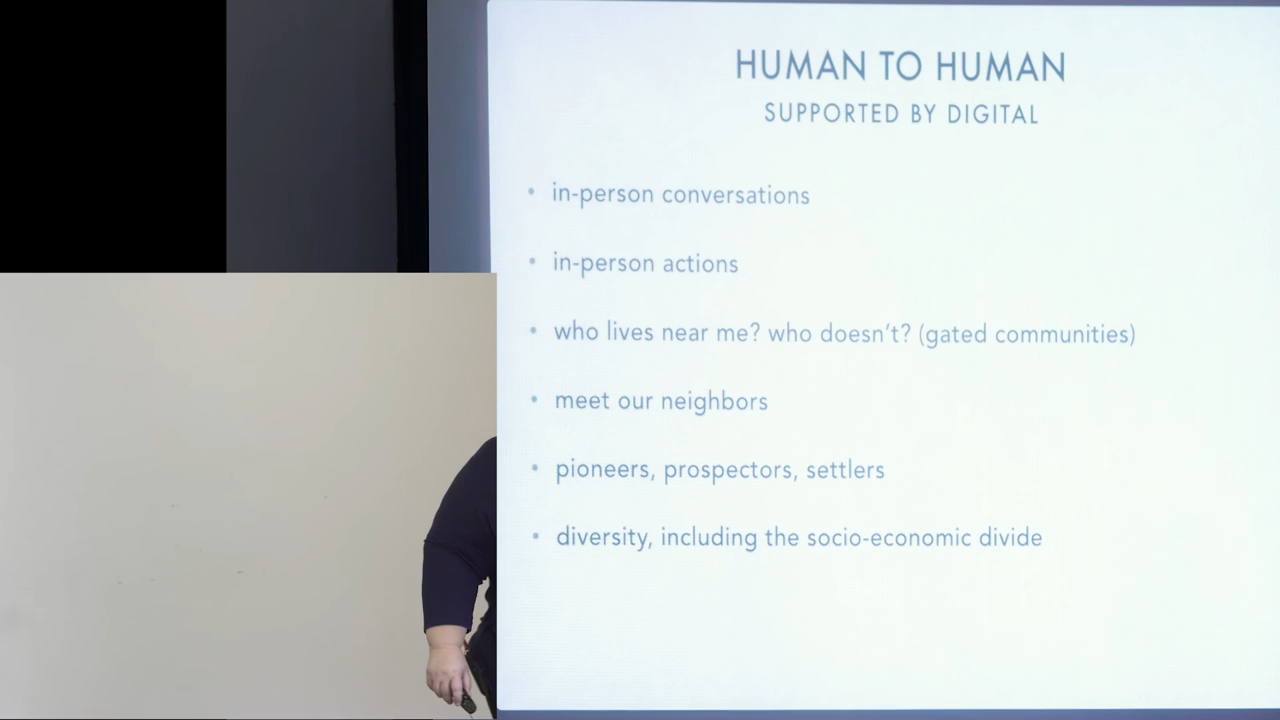 HUMAN TO HUMAN
SUPPORTED BY DIGITAL
• in-person conversations
• in-person actions
• who lives near me? who doesn't? (gated communities)
• meet our neighbors
• pioneers, prospectors, settlers
• diversity, including the socio-economic divide